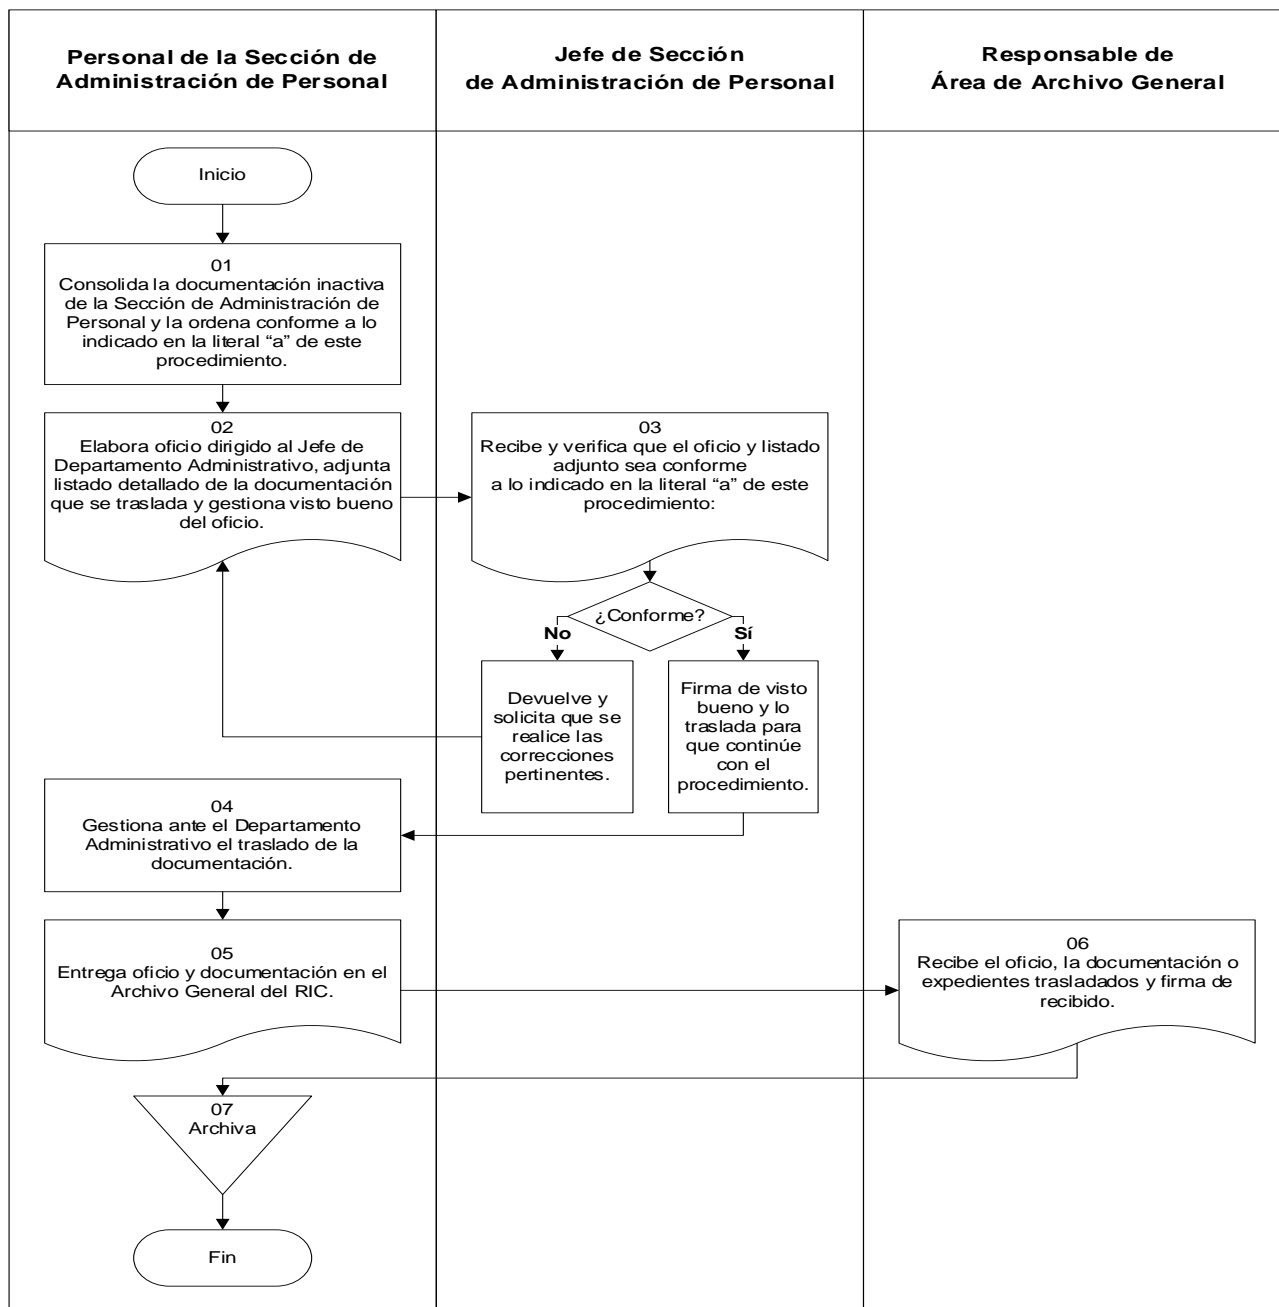 Personal de la Sección de
Administración de Personal
Jefe de Sección
de Administración de Personal
Responsable de
Área de Archivo General
Inicio
01
Consolida la documentación inactiva
de la Sección de Administración de
Personal y la ordena conforme a lo
indicado en la literal “a” de este
procedimiento.
02
Elabora oficio dirigido al Jefe de
Departamento Administrativo, adjunta
listado detallado de la documentación
que se traslada y gestiona visto bueno
del oficio.
03
Recibe y verifica que el oficio y listado
adjunto sea conforme
a lo indicado en la literal “a” de este
procedimiento:
¿Conforme?
No
Sí
Devuelve y
solicita que se
realice las
correcciones
pertinentes.
Firma de visto
bueno y lo
traslada para
que continúe
con el
procedimiento.
04
Gestiona ante el Departamento
Administrativo el traslado de la
documentación.
05
Entrega oficio y documentación en el
Archivo General del RIC.
06
Recibe el oficio, la documentación o
expedientes trasladados y firma de
recibido.
07
Archiva
Fin